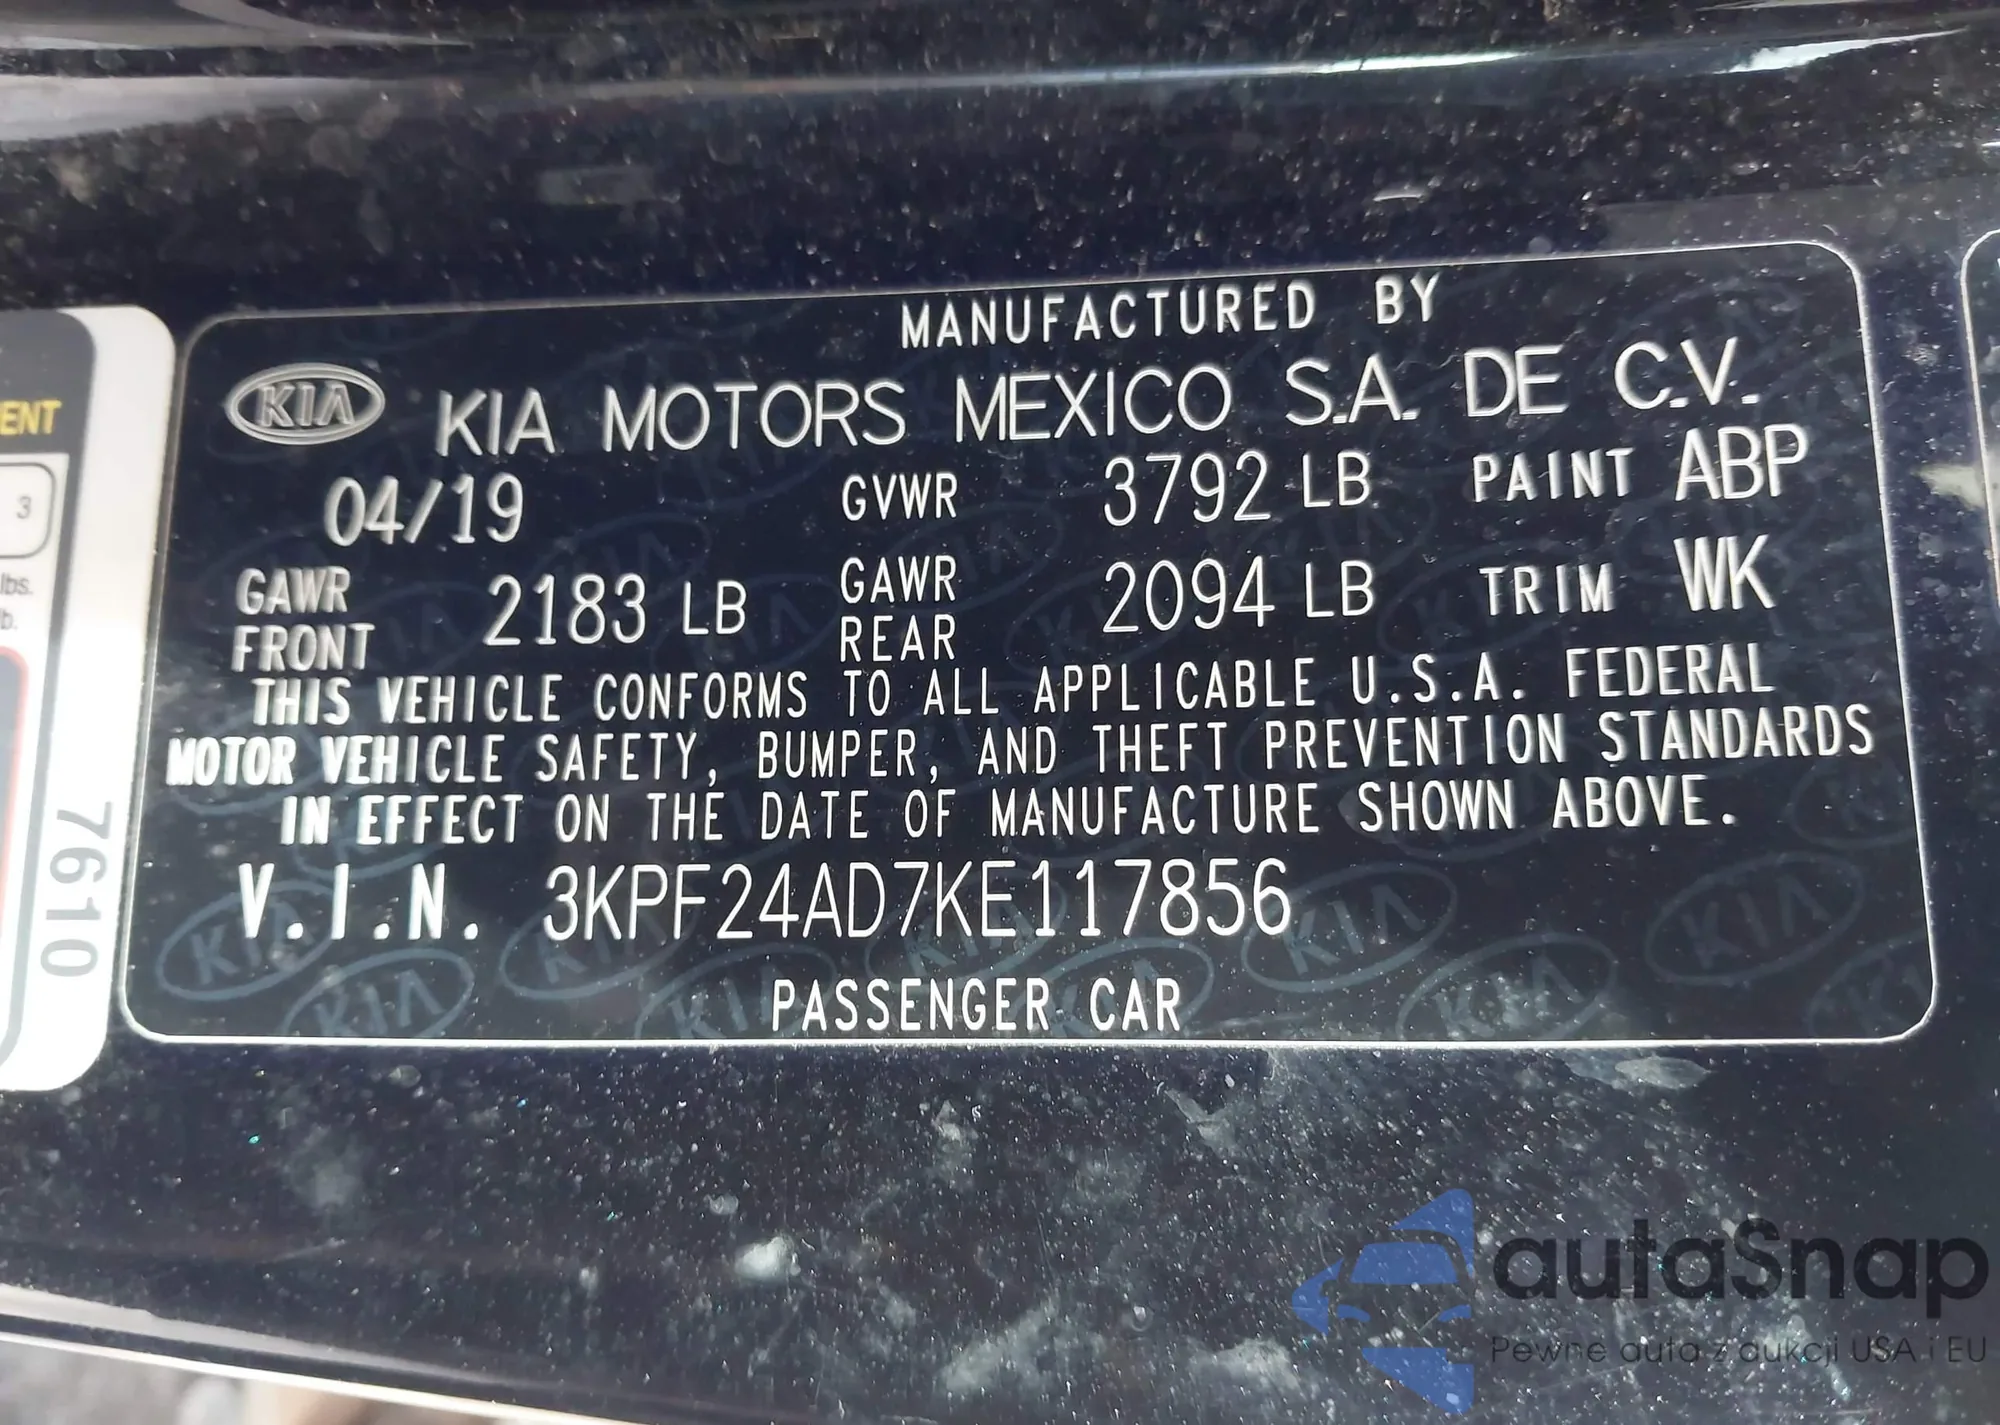 MANUFACTURED BY
KIA KIA MOTORS MEXICO S.A. DE C.V.
04/19 GVWR 3792 LB PAINT ABP
GAWR FRONT 2183 LB GAWR REAR 2094 LB TRIM WK
THIS VEHICLE CONFORMS TO ALL APPLICABLE U.S.A. FEDERAL
MOTOR VEHICLE SAFETY, BUMPER, AND THEFT PREVENTION STANDARDS
IN EFFECT ON THE DATE OF MANUFACTURE SHOWN ABOVE.
V.I.N. 3KPF24AD7KE117856
PASSENGER CAR
3
lbs.
7610
autaSnap
Pewne auta z aukcji USA i EU